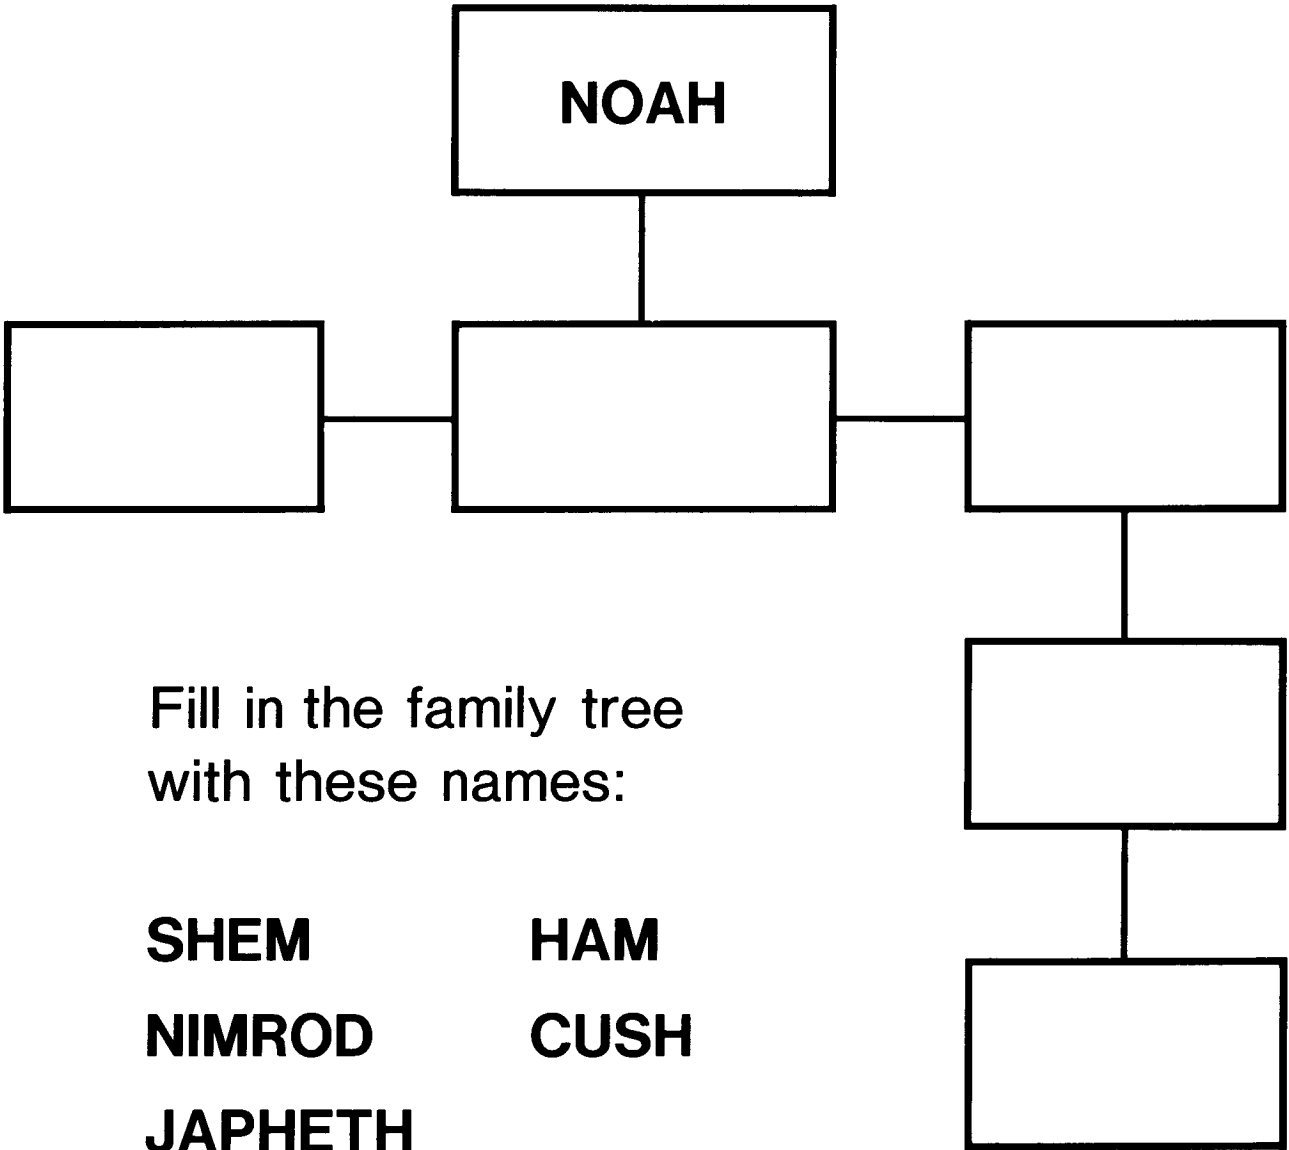 NOAH
Fill in the family tree
with these names:
SHEM HAM
NIMROD CUSH
JAPHETH